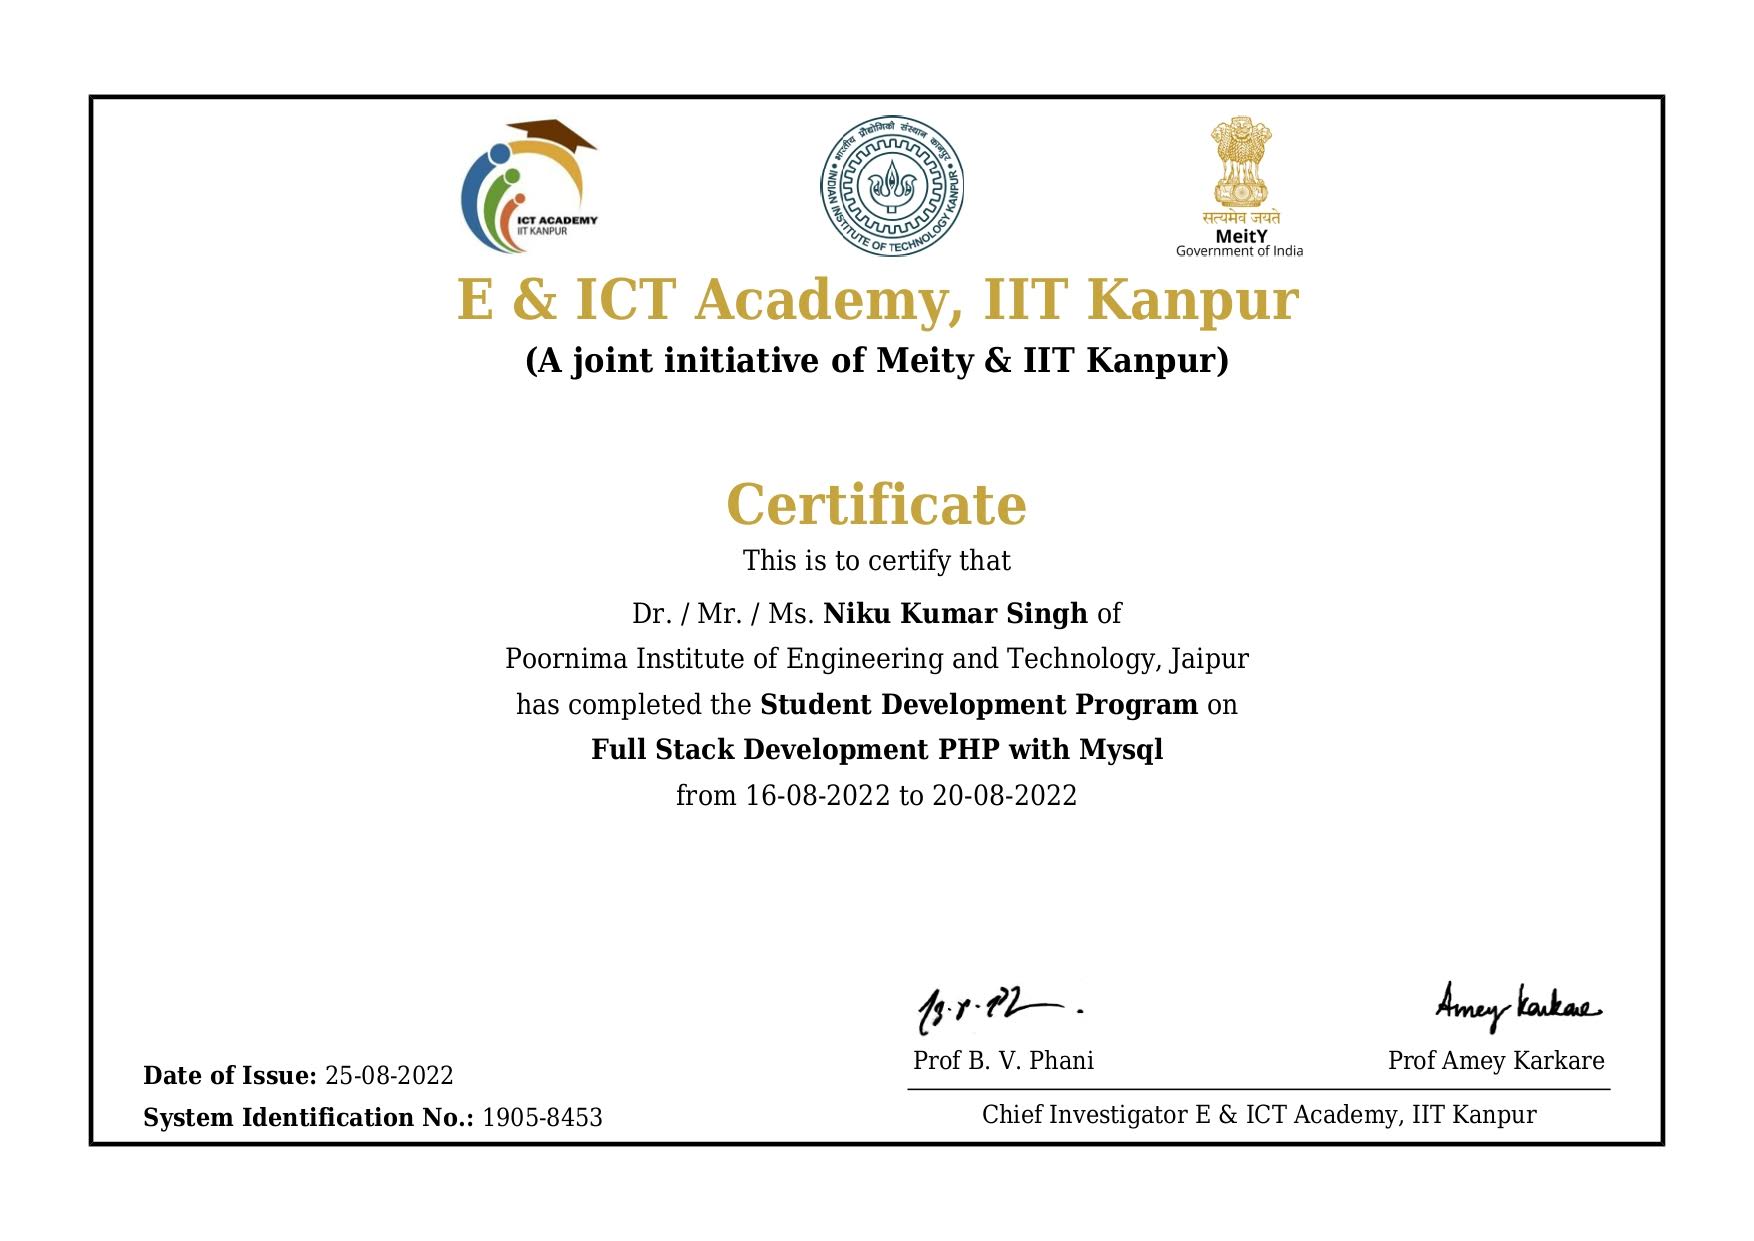 ICT ACADEMY
IIT KANPUR
भारतीय प्रौद्योगिकी संस्थान कानपुर
INDIAN INSTITUTE OF TECHNOLOGY KANPUR
सत्यमेव जयते
MeitY
Government of India
E & ICT Academy, IIT Kanpur
(A joint initiative of Meity & IIT Kanpur)
Certificate
This is to certify that
Dr. / Mr. / Ms. Niku Kumar Singh of
Poornima Institute of Engineering and Technology, Jaipur
has completed the Student Development Program on
Full Stack Development PHP with Mysql
from 16-08-2022 to 20-08-2022
Amey Karkare
Prof B. V. Phani
Prof Amey Karkare
Date of Issue: 25-08-2022
System Identification No.: 1905-8453
Chief Investigator E & ICT Academy, IIT Kanpur